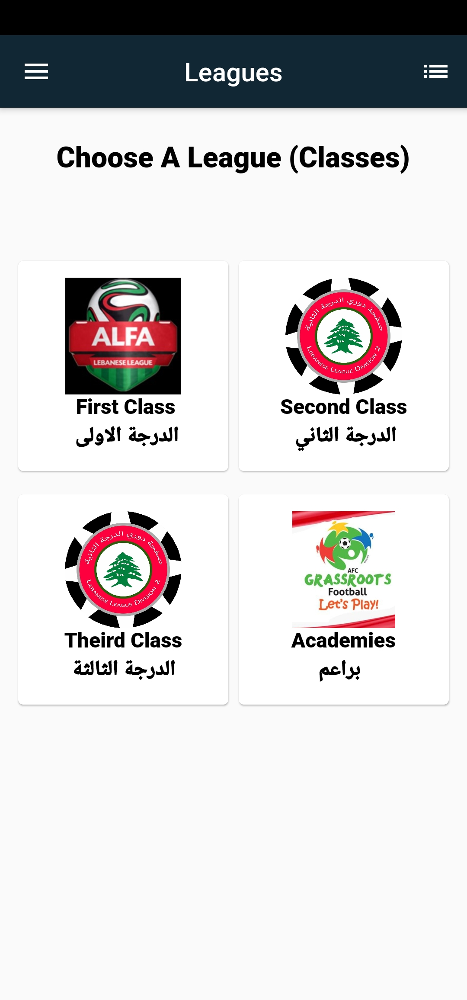 Leagues
Choose A League (Classes)
ALFA
LEBANESE LEAGUE
First Class
الدرجة الاولى
صفحة دوري الدرجة الثانية
LEBANESE LEAGUE DIVISION 2
Second Class
الدرجة الثاني
صفحة دوري الدرجة الثانية
LEBANESE LEAGUE DIVISION 2
Theird Class
الدرجة الثالثة
AFC
GRASSROOTS
Football
Let's Play!
Academies
براعم